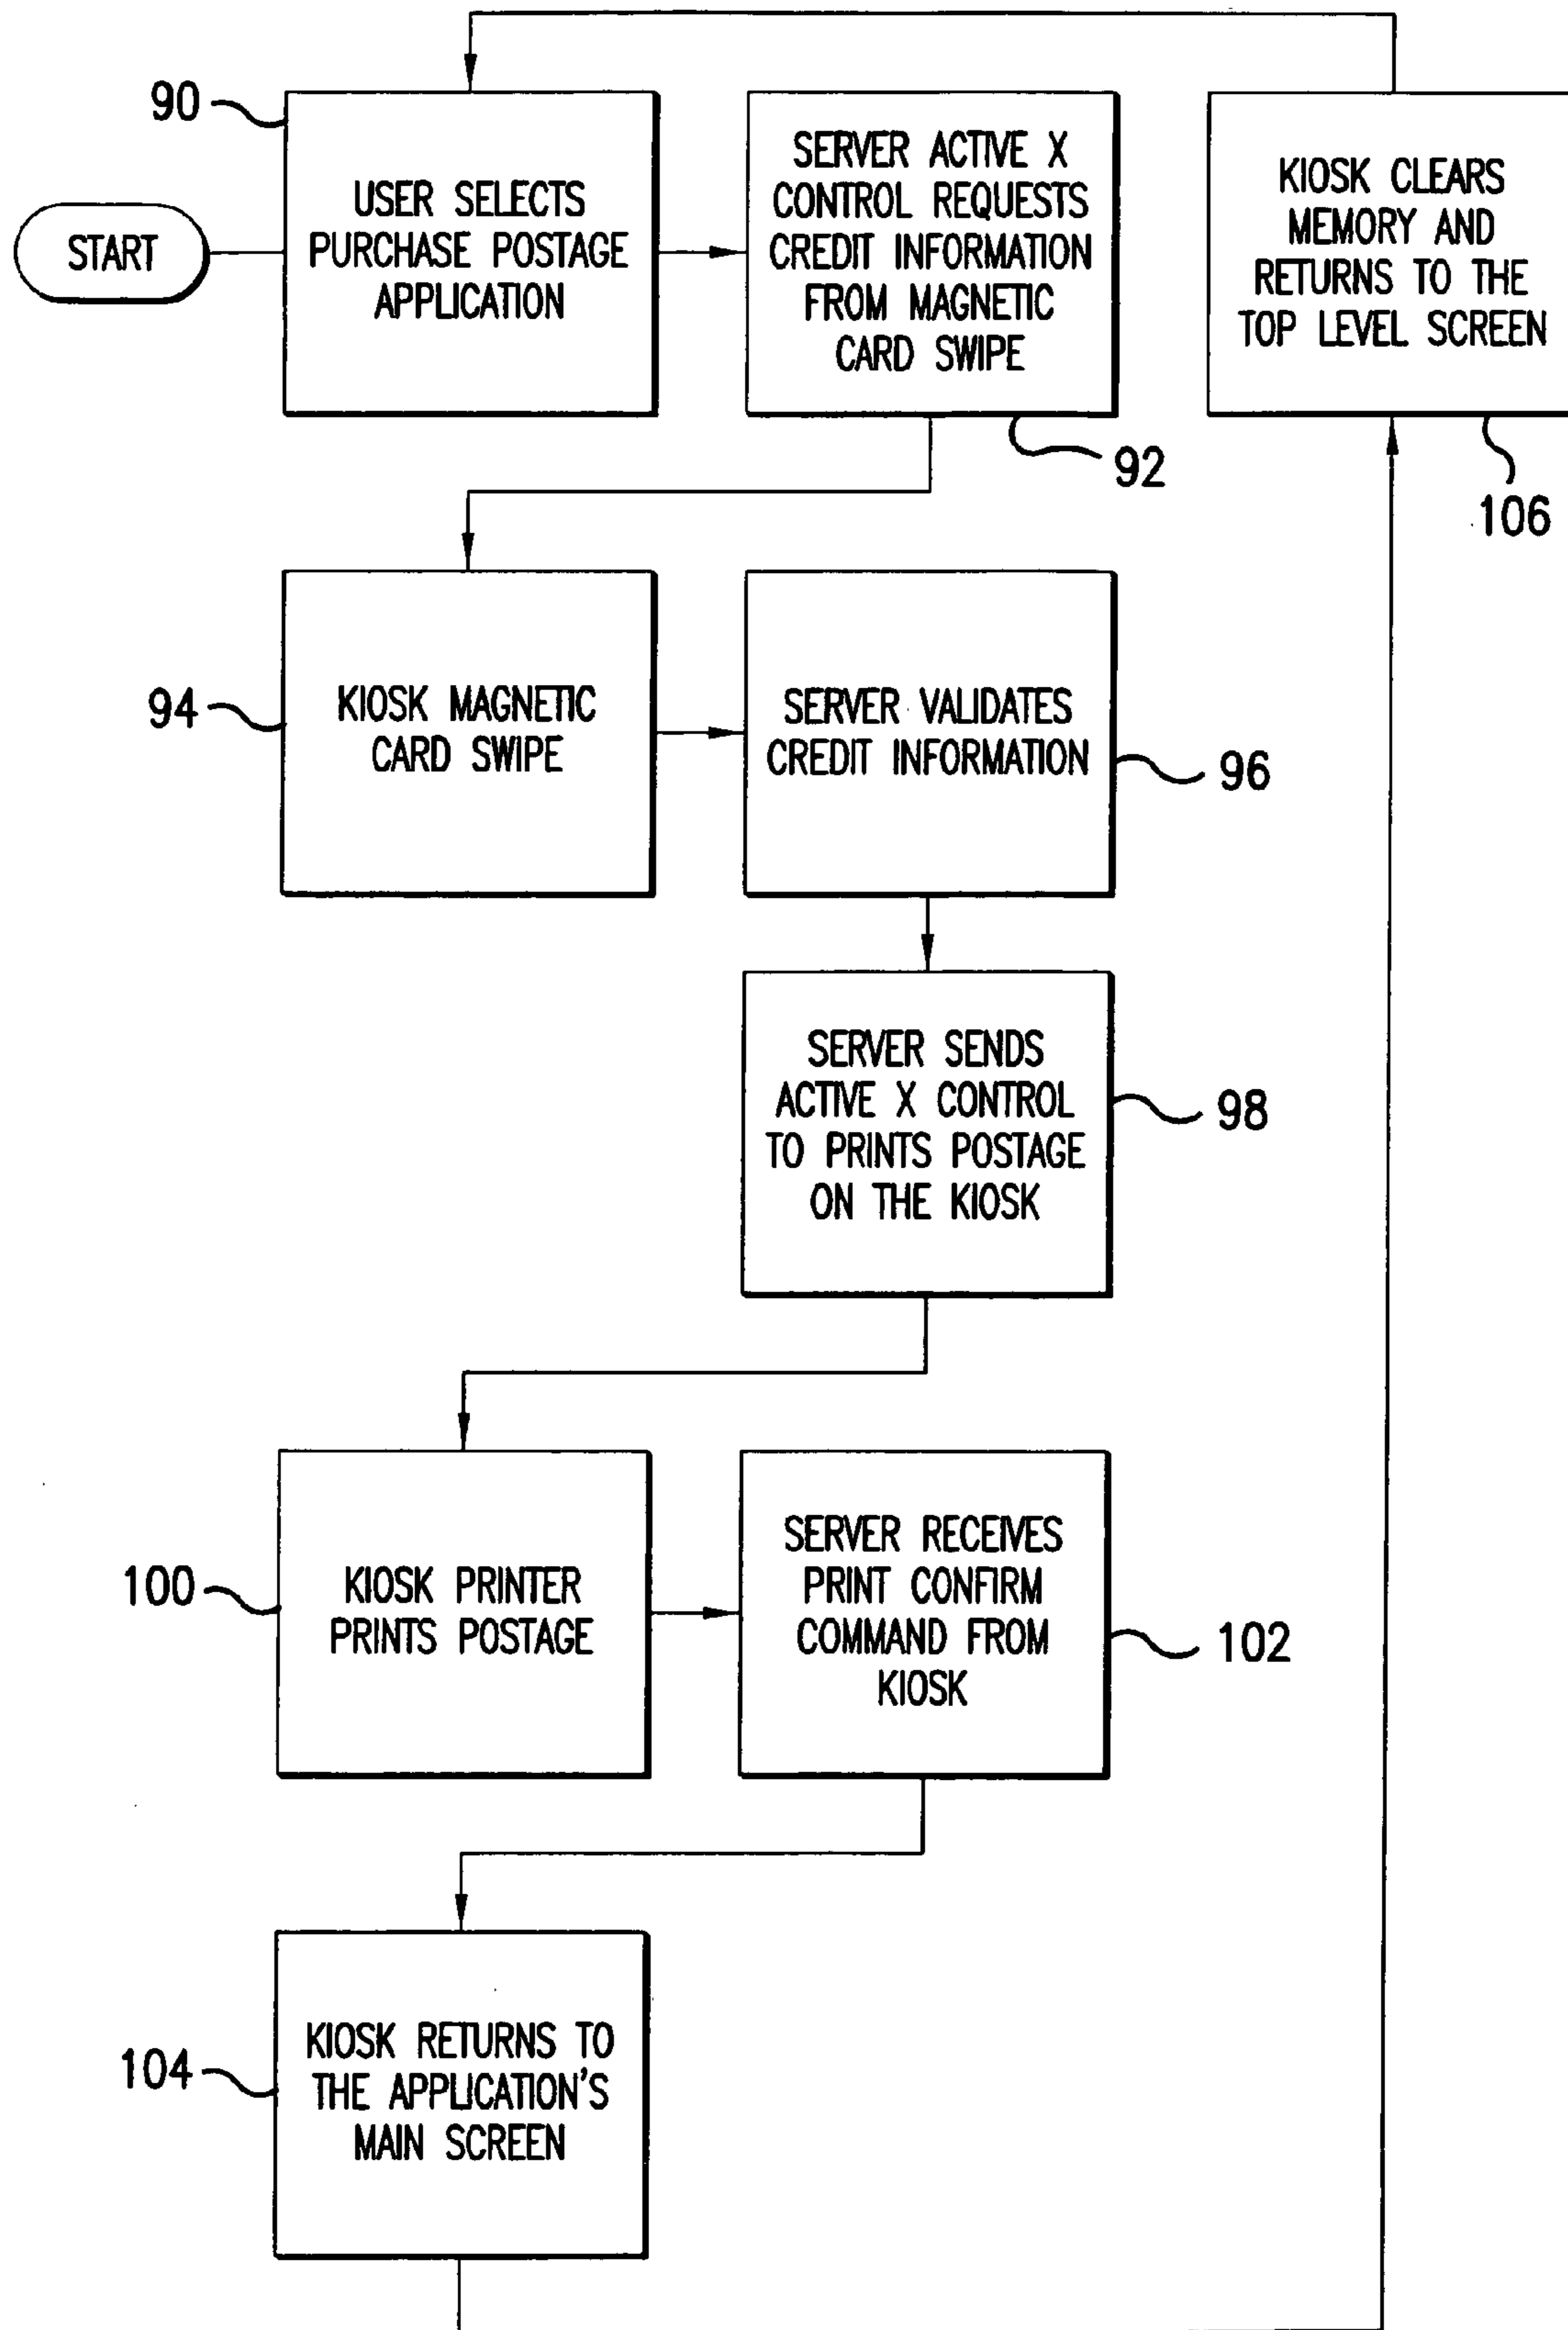 90
START
USER SELECTS
PURCHASE POSTAGE
APPLICATION
SERVER ACTIVE X
CONTROL REQUESTS
CREDIT INFORMATION
FROM MAGNETIC
CARD SWIPE
92
KIOSK CLEARS
MEMORY AND
RETURNS TO THE
TOP LEVEL SCREEN
106
94
KIOSK MAGNETIC
CARD SWIPE
SERVER VALIDATES
CREDIT INFORMATION
96
SERVER SENDS
ACTIVE X CONTROL
TO PRINTS POSTAGE
ON THE KIOSK
98
100
KIOSK PRINTER
PRINTS POSTAGE
SERVER RECEIVES
PRINT CONFIRM
COMMAND FROM
KIOSK
102
104
KIOSK RETURNS TO
THE APPLICATION'S
MAIN SCREEN